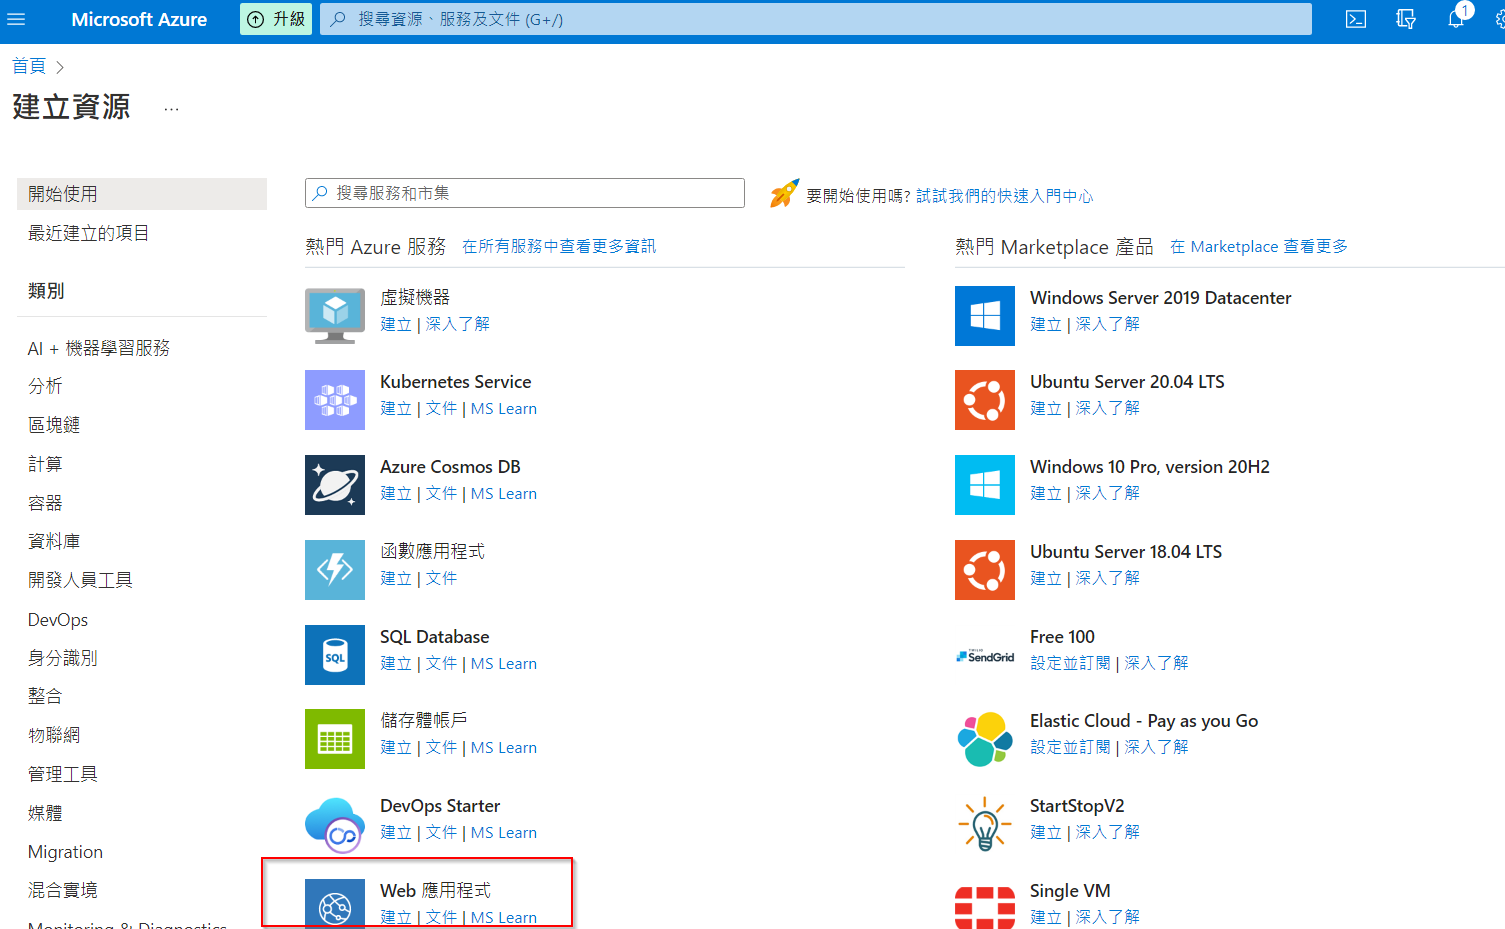 Microsoft Azure
升級
搜尋資源、服務及文件 (G+/)
1
首頁
建立資源
...
開始使用
最近建立的項目
類別
AI + 機器學習服務
分析
區塊鏈
計算
容器
資料庫
開發人員工具
DevOps
身分識別
整合
物聯網
管理工具
媒體
Migration
混合實境
Monitoring & Diagnostics
搜尋服務和市集
要開始使用嗎? 試試我們的快速入門中心
熱門 Azure 服務 在所有服務中查看更多資訊
虛擬機器
建立 | 深入了解
Kubernetes Service
建立 | 文件 | MS Learn
Azure Cosmos DB
建立 | 文件 | MS Learn
函數應用程式
建立 | 文件
SQL
SQL Database
建立 | 文件 | MS Learn
儲存體帳戶
建立 | 文件 | MS Learn
DevOps Starter
建立 | 文件 | MS Learn
Web 應用程式
建立 | 文件 | MS Learn
熱門 Marketplace 產品 在 Marketplace 查看更多
Windows Server 2019 Datacenter
建立 | 深入了解
Ubuntu Server 20.04 LTS
建立 | 深入了解
Windows 10 Pro, version 20H2
建立 | 深入了解
Ubuntu Server 18.04 LTS
建立 | 深入了解
SendGrid
Free 100
設定並訂閱 | 深入了解
Elastic Cloud - Pay as you Go
設定並訂閱 | 深入了解
StartStopV2
建立 | 深入了解
Single VM
建立 | 深入了解